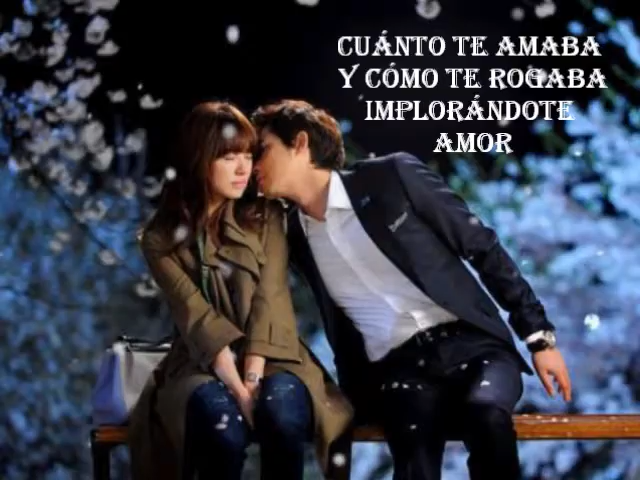 CUÁNTO TE AMABA
Y CÓMO TE ROGABA
IMPLORÁNDOTE
AMOR